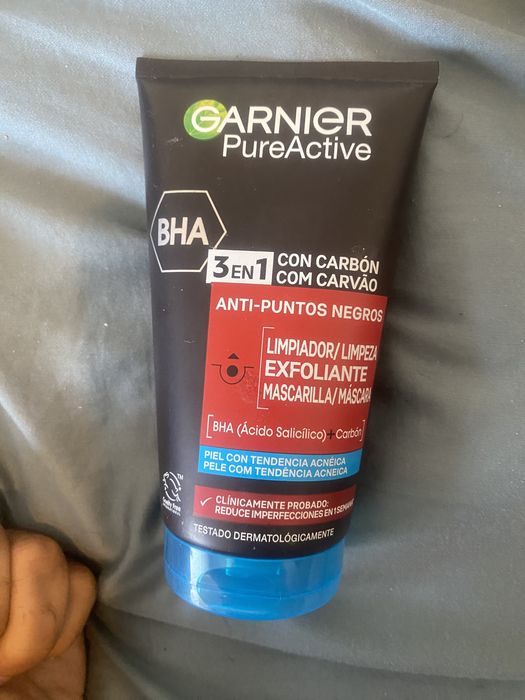 GARNIER
PureActive
BHA
3 EN 1
CON CARBÓN
COM CARVÃO
ANTI-PUNTOS NEGROS
LIMPIADOR/ LIMPEZA
EXFOLIANTE
MASCARILLA/ MÁSCARA
[BHA (Ácido Salicílico)+Carbón]
PIEL CON TENDENCIA ACNÉICA
PELE COM TENDÊNCIA ACNEICA
✓ CLÍNICAMENTE PROBADO:
REDUCE IMPERFECCIONES EN 1 SEMANA
TESTADO DERMATOLÓGICAMENTE